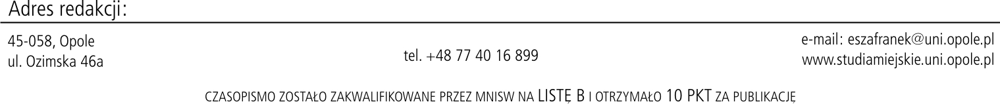 Adres redakcji:
45-058, Opole
ul. Ozimska 46a
tel. +48 77 40 16 899
e-mail: eszafranek@uni.opole.pl
www.studiamiejskie.uni.opole.pl
CZASOPISMO ZOSTAŁO ZAKWALIFIKOWANE PRZEZ MNISW NA LISTĘ B I OTRZYMAŁO 10 PKT ZA PUBLIKACJĘ